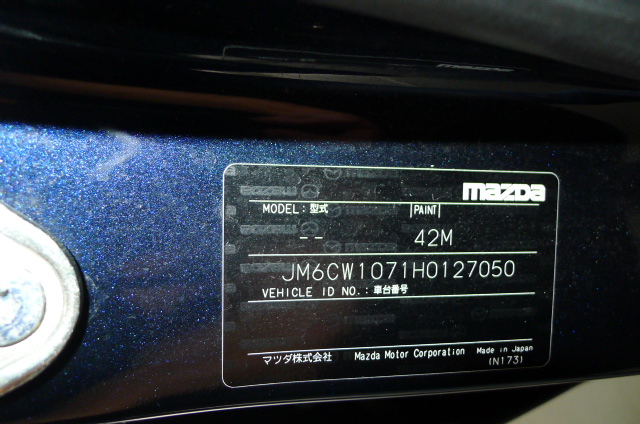 mazda
MODEL: 型式 PAINT
-- 42M
JM6CW1071H0127050
VEHICLE ID NO.: 車台番号
マツダ株式会社 Mazda Motor Corporation Made in Japan
(N173)